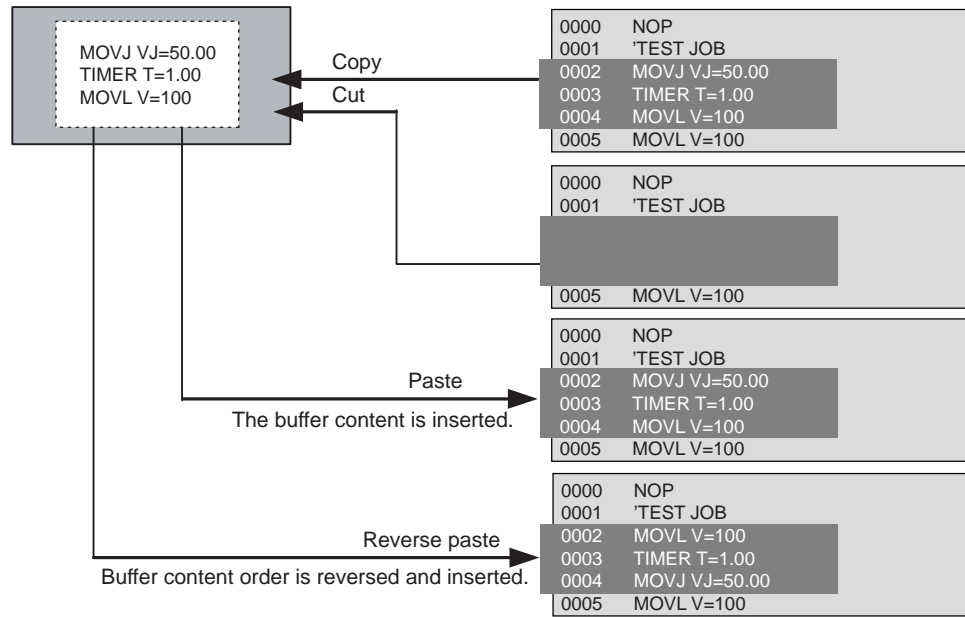 MOVJ VJ=50.00
TIMER T=1.00
MOVL V=100
Copy
Cut
0000 NOP
0001 'TEST JOB
0002 MOVJ VJ=50.00
0003 TIMER T=1.00
0004 MOVL V=100
0005 MOVL V=100
0000 NOP
0001 'TEST JOB
0005 MOVL V=100
Paste
The buffer content is inserted.
0000 NOP
0001 'TEST JOB
0002 MOVJ VJ=50.00
0003 TIMER T=1.00
0004 MOVL V=100
0005 MOVL V=100
Reverse paste
Buffer content order is reversed and inserted.
0000 NOP
0001 'TEST JOB
0002 MOVL V=100
0003 TIMER T=1.00
0004 MOVJ VJ=50.00
0005 MOVL V=100